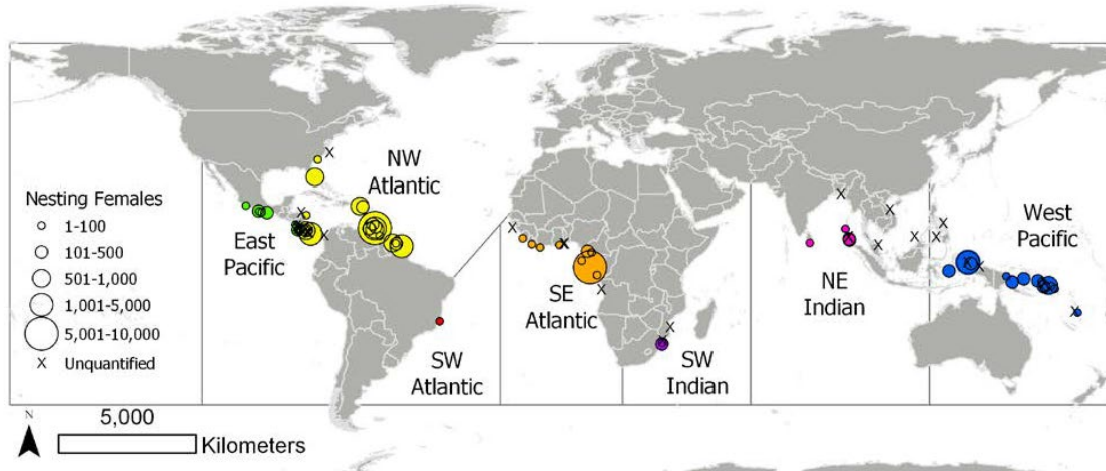 NW
Atlantic
Nesting Females
1-100
101-500
501-1,000
1,001-5,000
5,001-10,000
X Unquantified
East
Pacific
SW
Atlantic
SE
Atlantic
SW
Indian
NE
Indian
West
Pacific
N
5,000
Kilometers